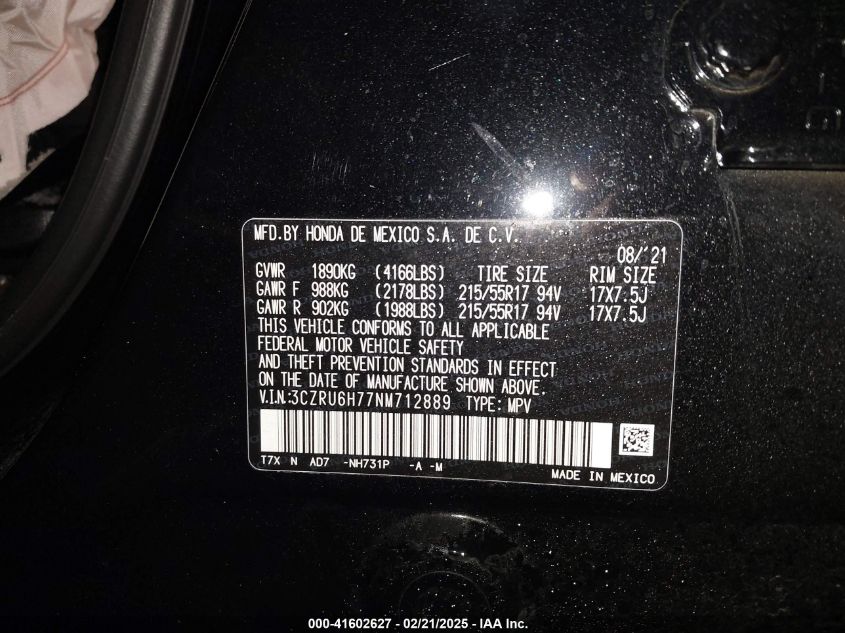 MFD.BY HONDA DE MEXICO S.A. DE C.V.
08/'21
GVWR 1890KG (4166LBS) TIRE SIZE RIM SIZE
GAWR F 988KG (2178LBS) 215/55R17 94V 17X7.5J
GAWR R 902KG (1988LBS) 215/55R17 94V 17X7.5J
THIS VEHICLE CONFORMS TO ALL APPLICABLE
FEDERAL MOTOR VEHICLE SAFETY
AND THEFT PREVENTION STANDARDS IN EFFECT
ON THE DATE OF MANUFACTURE SHOWN ABOVE.
V.I.N:3CZRU6H77NM712889 TYPE: MPV
T7X N AD7 -NH731P -A -M
MADE IN MEXICO
000-41602627 - 02/21/2025 - IAA Inc.